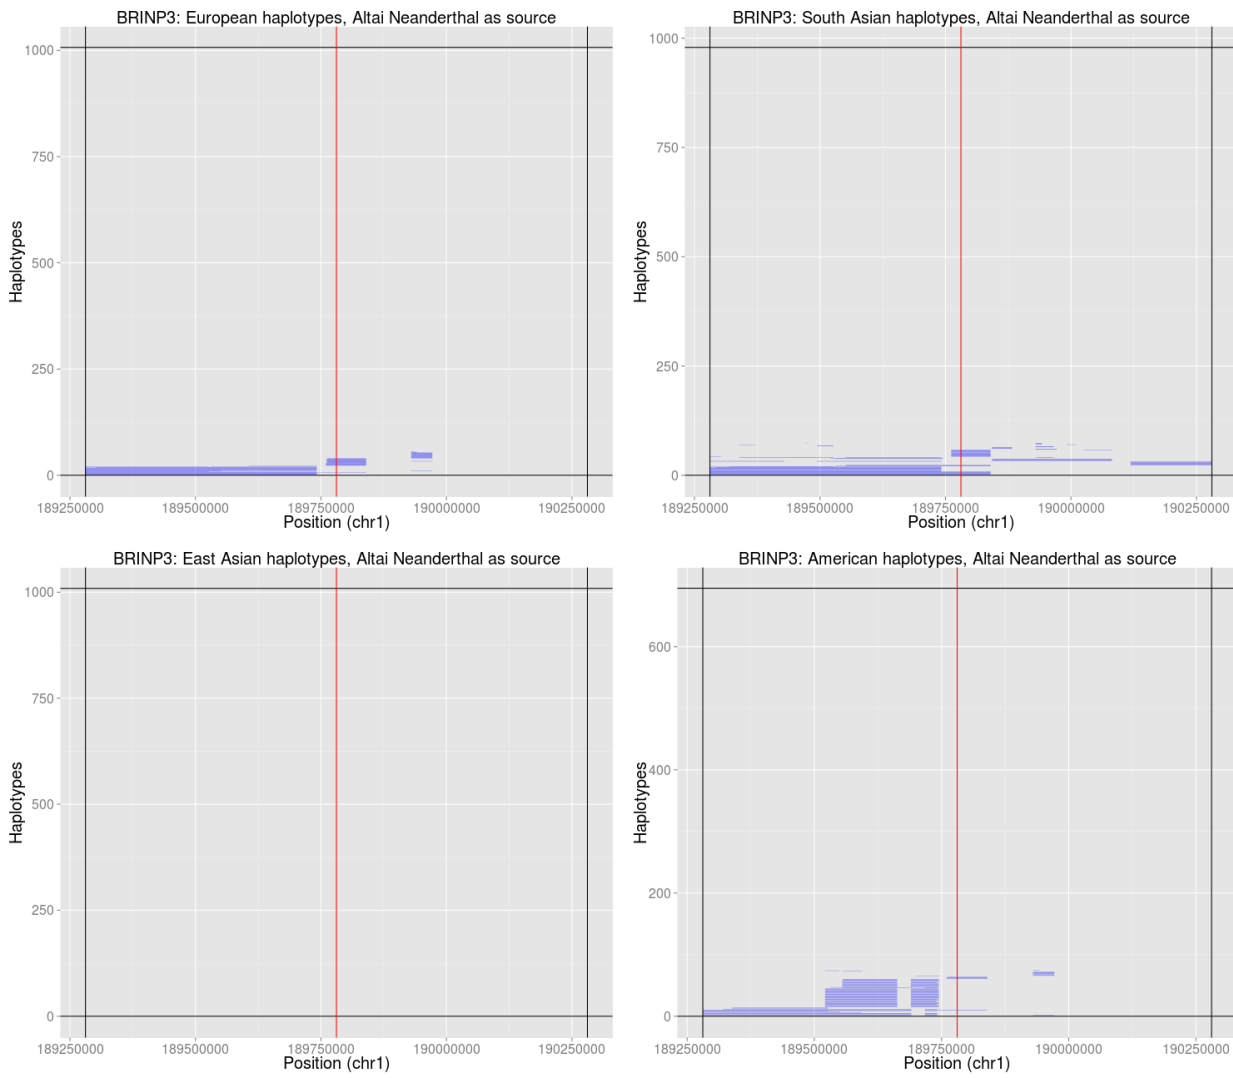 BRINP3: European haplotypes, Altai Neanderthal as source
1000
750
500
250
0
Haplotypes
189250000 189500000 189750000 190000000 190250000
Position (chr1)
BRINP3: South Asian haplotypes, Altai Neanderthal as source
1000
750
500
250
0
Haplotypes
189250000 189500000 189750000 190000000 190250000
Position (chr1)
BRINP3: East Asian haplotypes, Altai Neanderthal as source
1000
750
500
250
0
Haplotypes
189250000 189500000 189750000 190000000 190250000
Position (chr1)
BRINP3: American haplotypes, Altai Neanderthal as source
600
400
200
0
Haplotypes
189250000 189500000 189750000 190000000 190250000
Position (chr1)